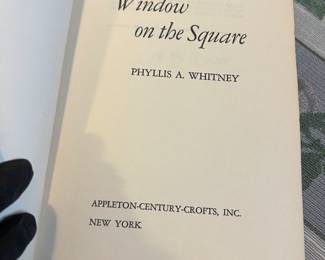 Window
on the Square
PHYLLIS A. WHITNEY
APPLETON-CENTURY-CROFTS, INC.
NEW YORK